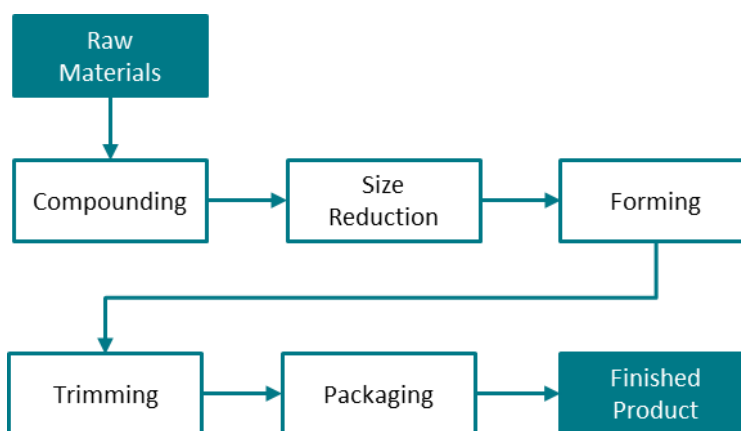 Raw
Materials
Compounding
Size
Reduction
Forming
Trimming
Packaging
Finished
Product